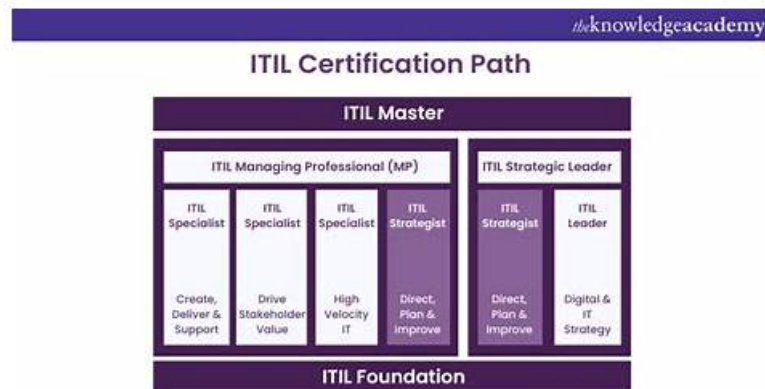 theknowledgeacademy
ITIL Certification Path
ITIL Master
ITIL Managing Professional (MP)
ITIL Strategic Leader
ITIL
Specialist
Create,
Deliver &
Support
ITIL
Specialist
Drive
Stakeholder
Value
ITIL
Specialist
High
Velocity
IT
ITIL
Strategist
Direct,
Plan &
Improve
ITIL
Strategist
Direct,
Plan &
Improve
ITIL
Leader
Digital &
IT
Strategy
ITIL Foundation